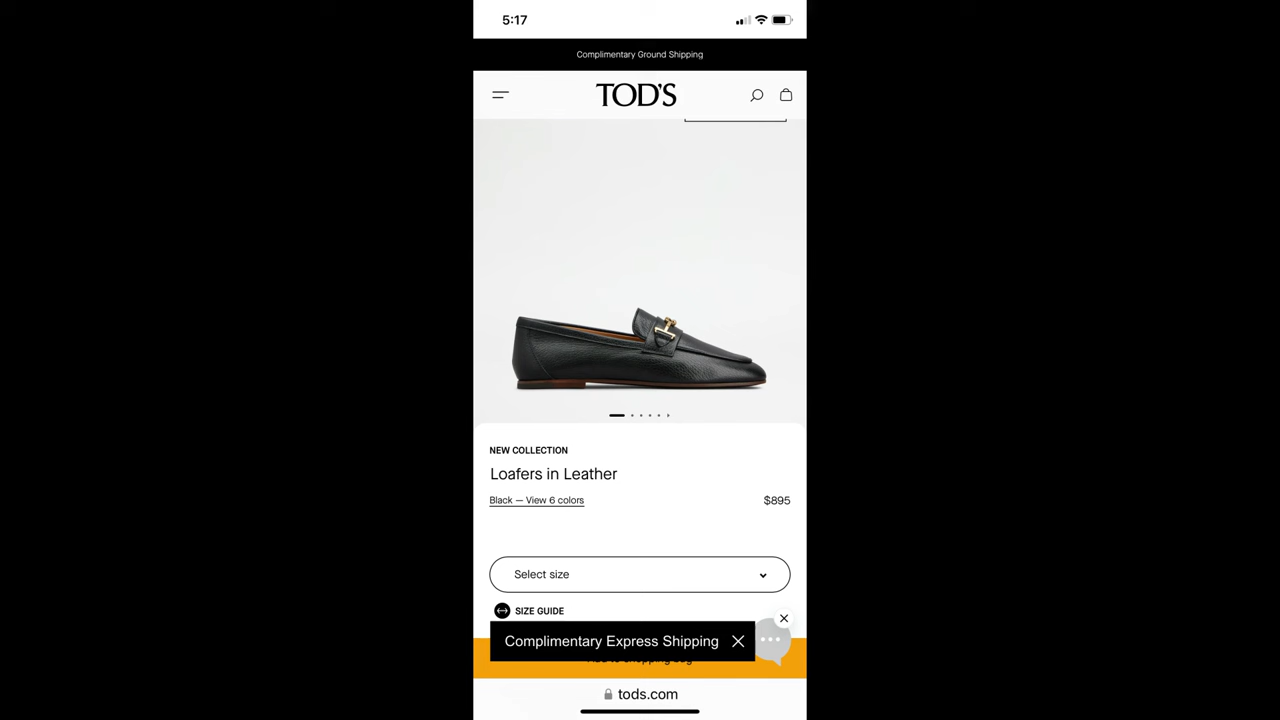 5:17
Complimentary Ground Shipping
TOD'S
NEW COLLECTION
Loafers in Leather
Black — View 6 colors
$895
Select size
SIZE GUIDE
Complimentary Express Shipping
tods.com